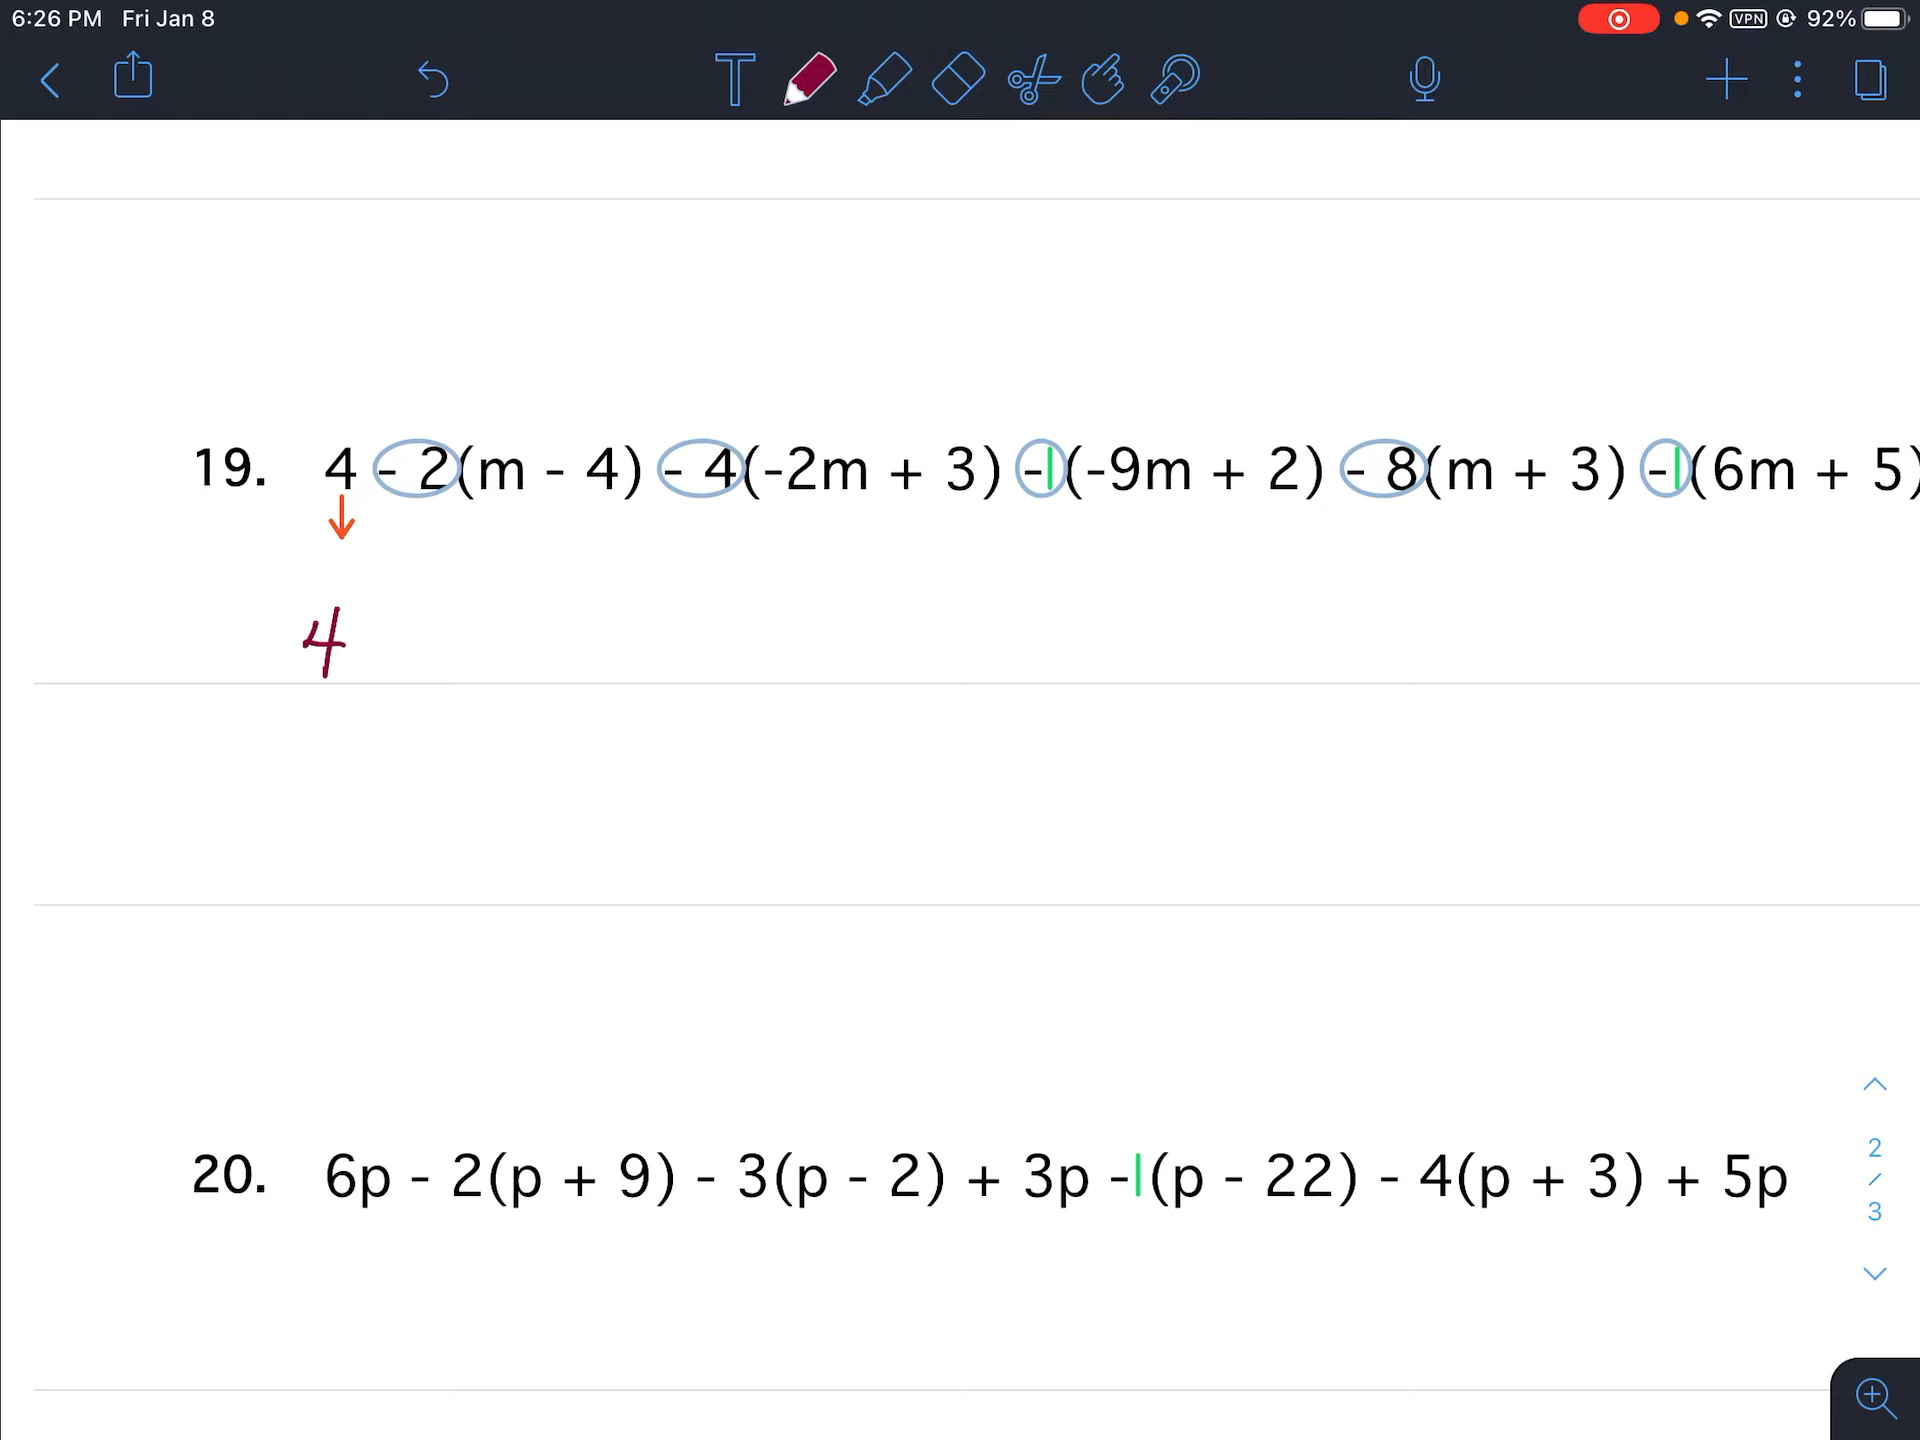 6:26 PM Fri Jan 8 VPN 92%
T
19. 4 - 2(m - 4) - 4(-2m + 3) -1(-9m + 2) - 8(m + 3) -1(6m + 5)
4
20. 6p - 2(p + 9) - 3(p - 2) + 3p -1(p - 22) - 4(p + 3) + 5p
2
/
3